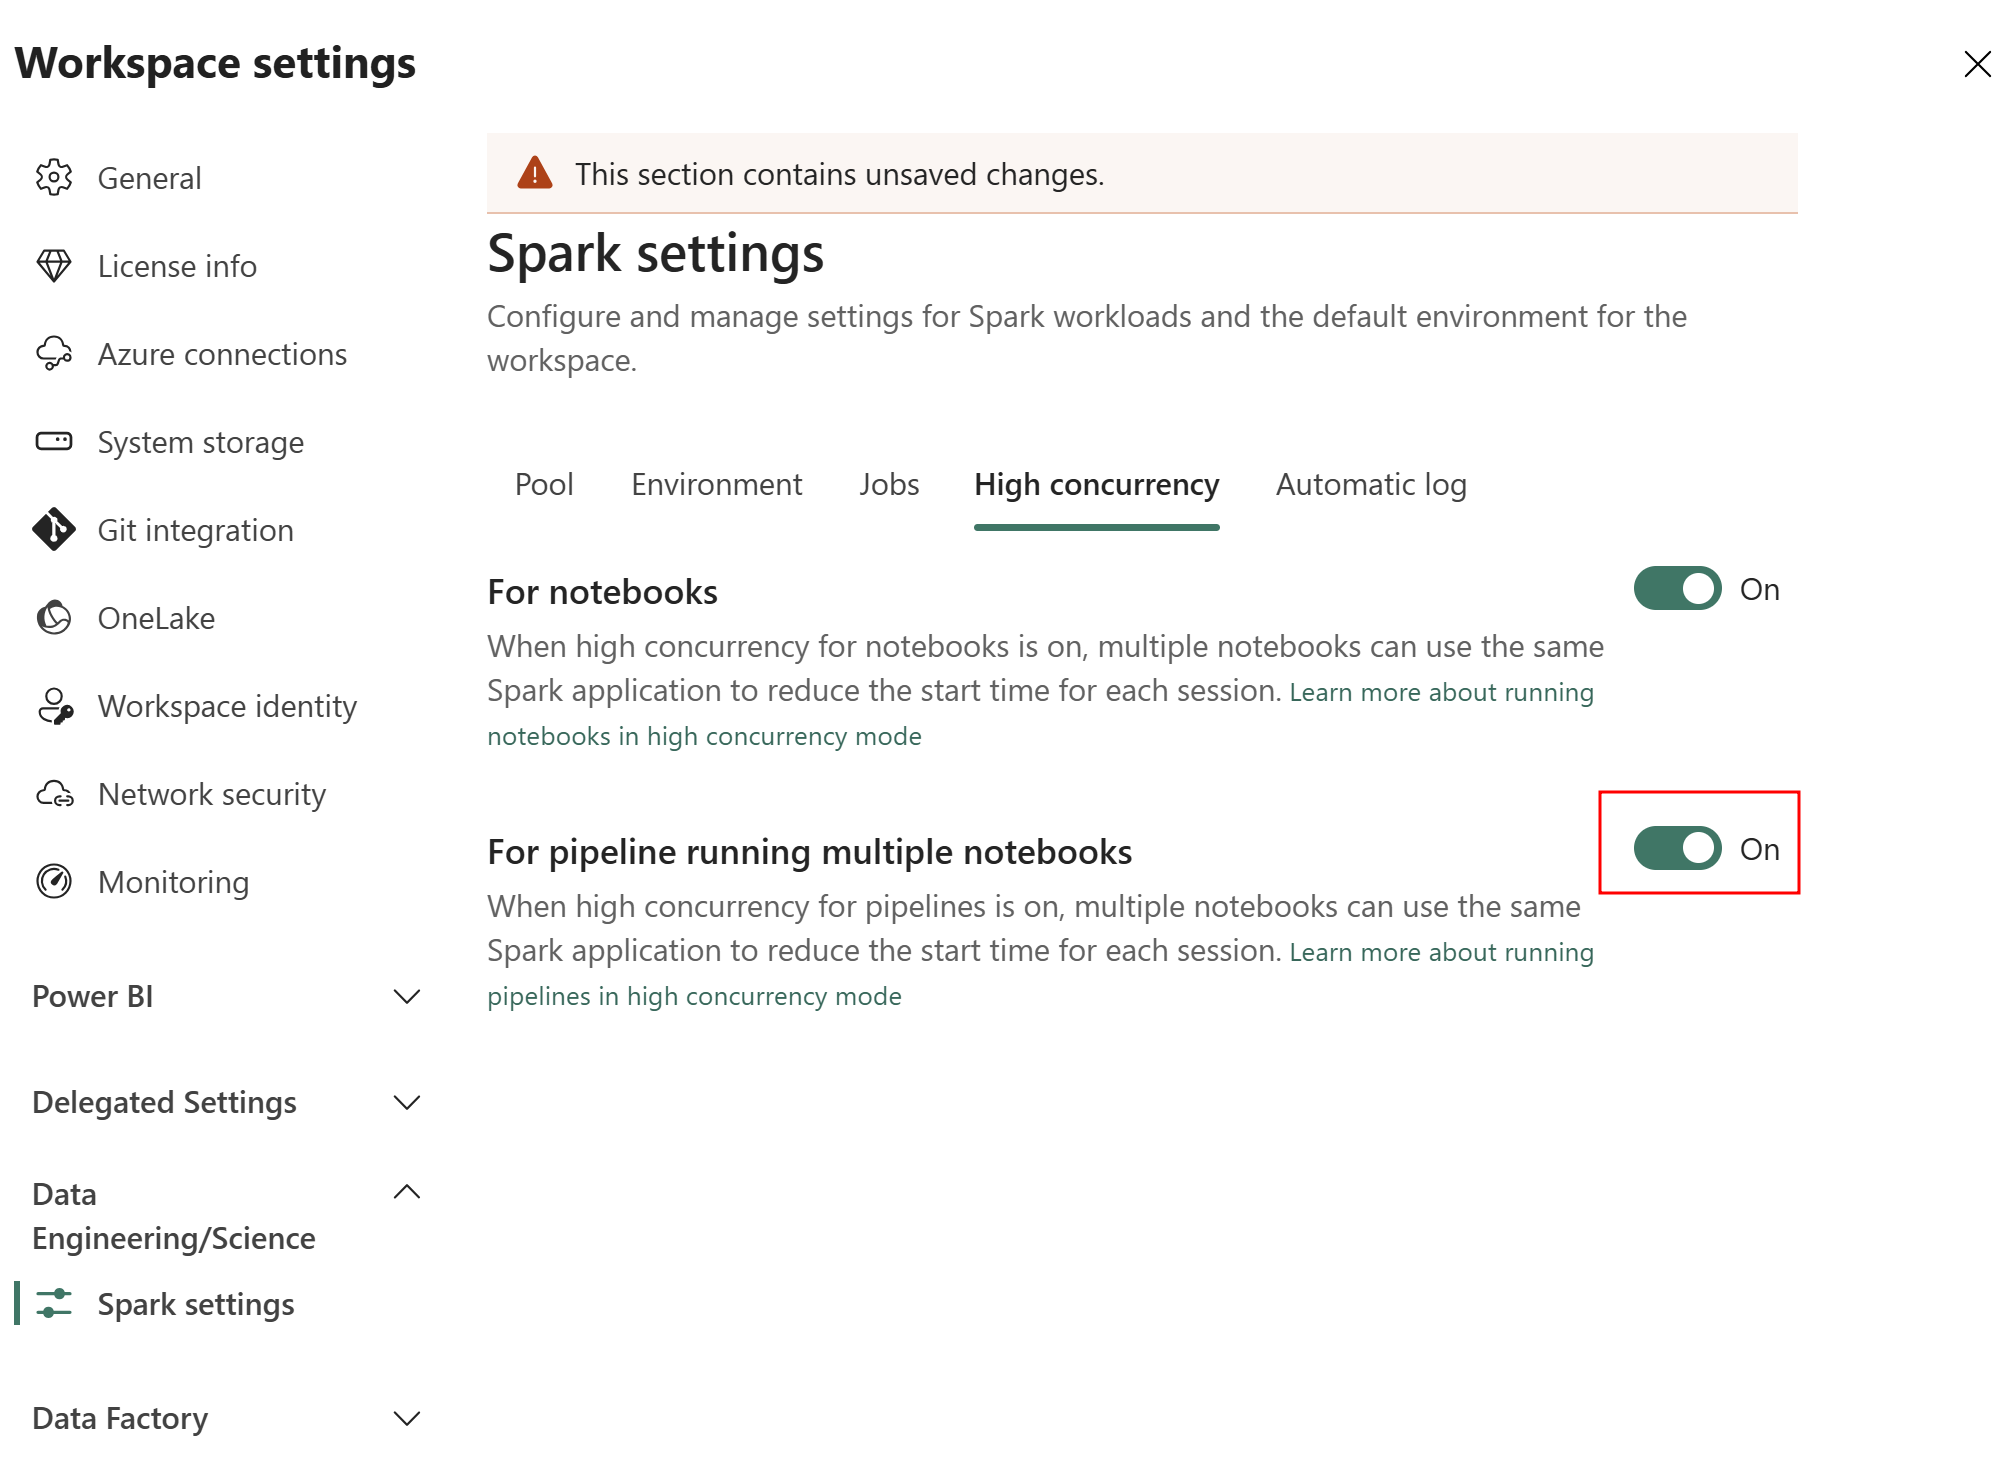 Workspace settings
General
License info
Azure connections
System storage
Git integration
OneLake
Workspace identity
Network security
Monitoring
Power BI
Delegated Settings
Data
Engineering/Science
Spark settings
Data Factory
This section contains unsaved changes.
Spark settings
Configure and manage settings for Spark workloads and the default environment for the
workspace.
Pool Environment Jobs High concurrency Automatic log
For notebooks On
When high concurrency for notebooks is on, multiple notebooks can use the same
Spark application to reduce the start time for each session. Learn more about running
notebooks in high concurrency mode
For pipeline running multiple notebooks On
When high concurrency for pipelines is on, multiple notebooks can use the same
Spark application to reduce the start time for each session. Learn more about running
pipelines in high concurrency mode